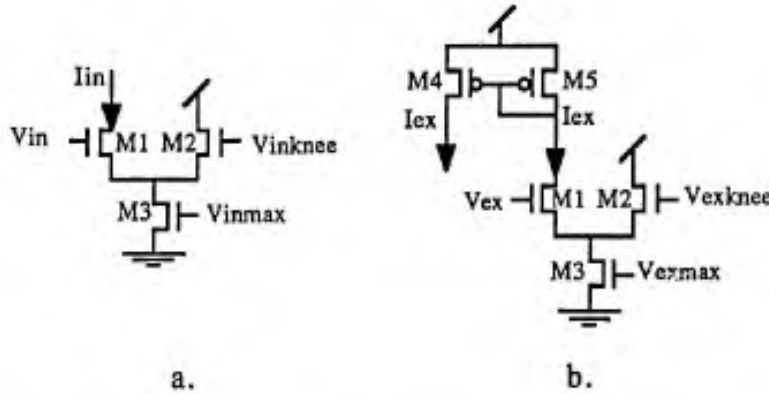 Iin
Vin
M1
M2
Vinknee
M3
Vinmax
a.
M4
M5
Iex
Iex
Vex
M1
M2
Vexknee
M3
Vexmax
b.